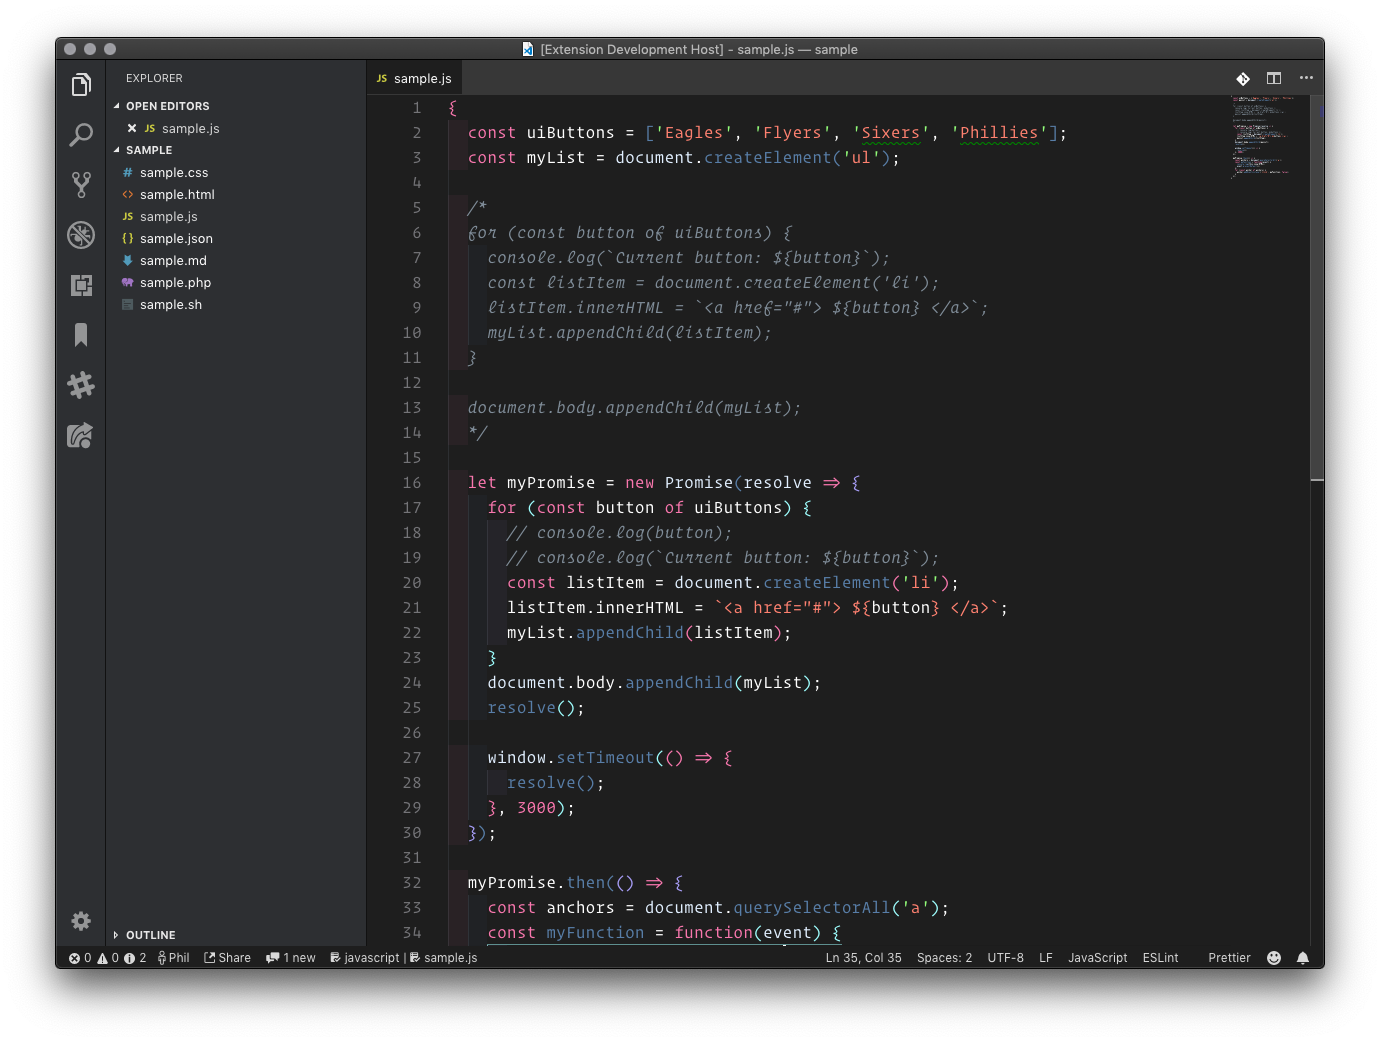 [Extension Development Host] - sample.js — sample
EXPLORER
OPEN EDITORS
JS sample.js
SAMPLE
# sample.css
<> sample.html
JS sample.js
{} sample.json
sample.md
sample.php
sample.sh
OUTLINE
JS sample.js
1 {
2 const uiButtons = ['Eagles', 'Flyers', 'Sixers', 'Phillies'];
3 const myList = document.createElement('ul');
4
5 /*
6 for (const button of uiButtons) {
7 console.log(`Current button: ${button}`);
8 const listItem = document.createElement('li');
9 listItem.innerHTML = `<a href="#"> ${button} </a>`;
10 myList.appendChild(listItem);
11 }
12
13 document.body.appendChild(myList);
14 */
15
16 let myPromise = new Promise(resolve => {
17 for (const button of uiButtons) {
18 // console.log(button);
19 // console.log(`Current button: ${button}`);
20 const listItem = document.createElement('li');
21 listItem.innerHTML = `<a href="#"> ${button} </a>`;
22 myList.appendChild(listItem);
23 }
24 document.body.appendChild(myList);
25 resolve();
26
27 window.setTimeout(() => {
28 resolve();
29 }, 3000);
30 });
31
32 myPromise.then(() => {
33 const anchors = document.querySelectorAll('a');
34 const myFunction = function(event) {
0 0 2 Phil Share 1 new javascript | sample.js Ln 35, Col 35 Spaces: 2 UTF-8 LF JavaScript ESLint Prettier